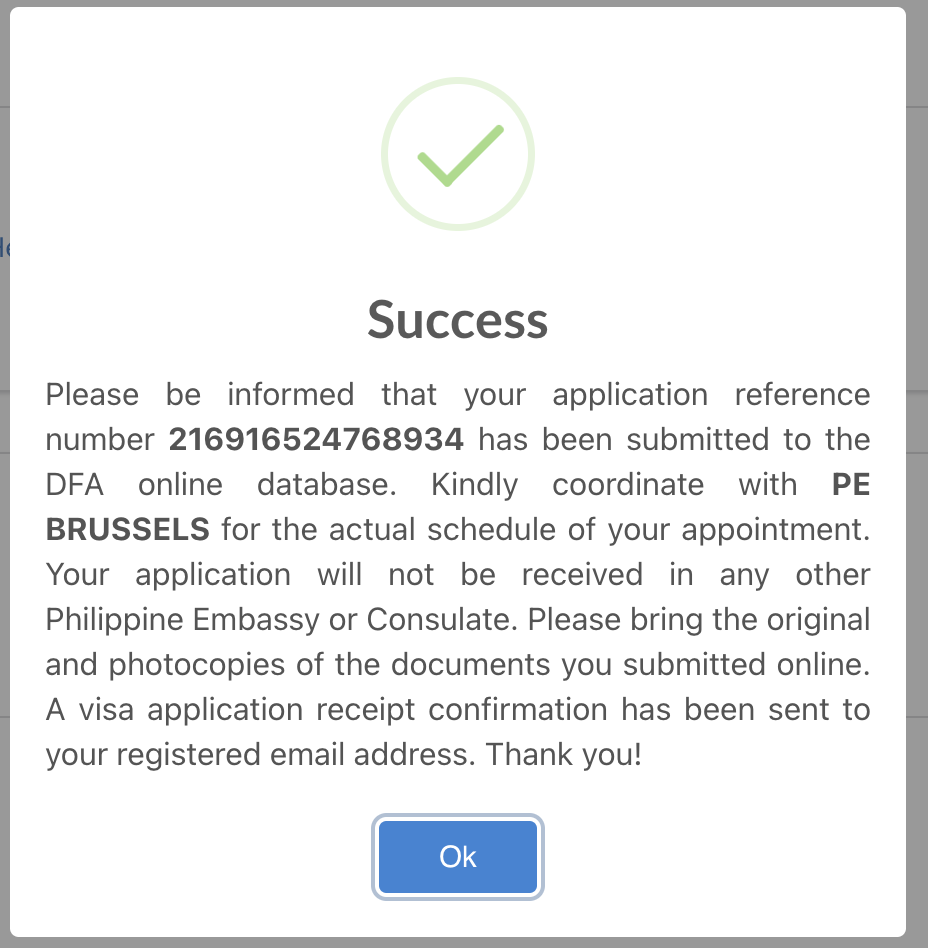 Success
Please be informed that your application reference
number 216916524768934 has been submitted to the
DFA online database. Kindly coordinate with PE
BRUSSELS for the actual schedule of your appointment.
Your application will not be received in any other
Philippine Embassy or Consulate. Please bring the original
and photocopies of the documents you submitted online.
A visa application receipt confirmation has been sent to
your registered email address. Thank you!
Ok